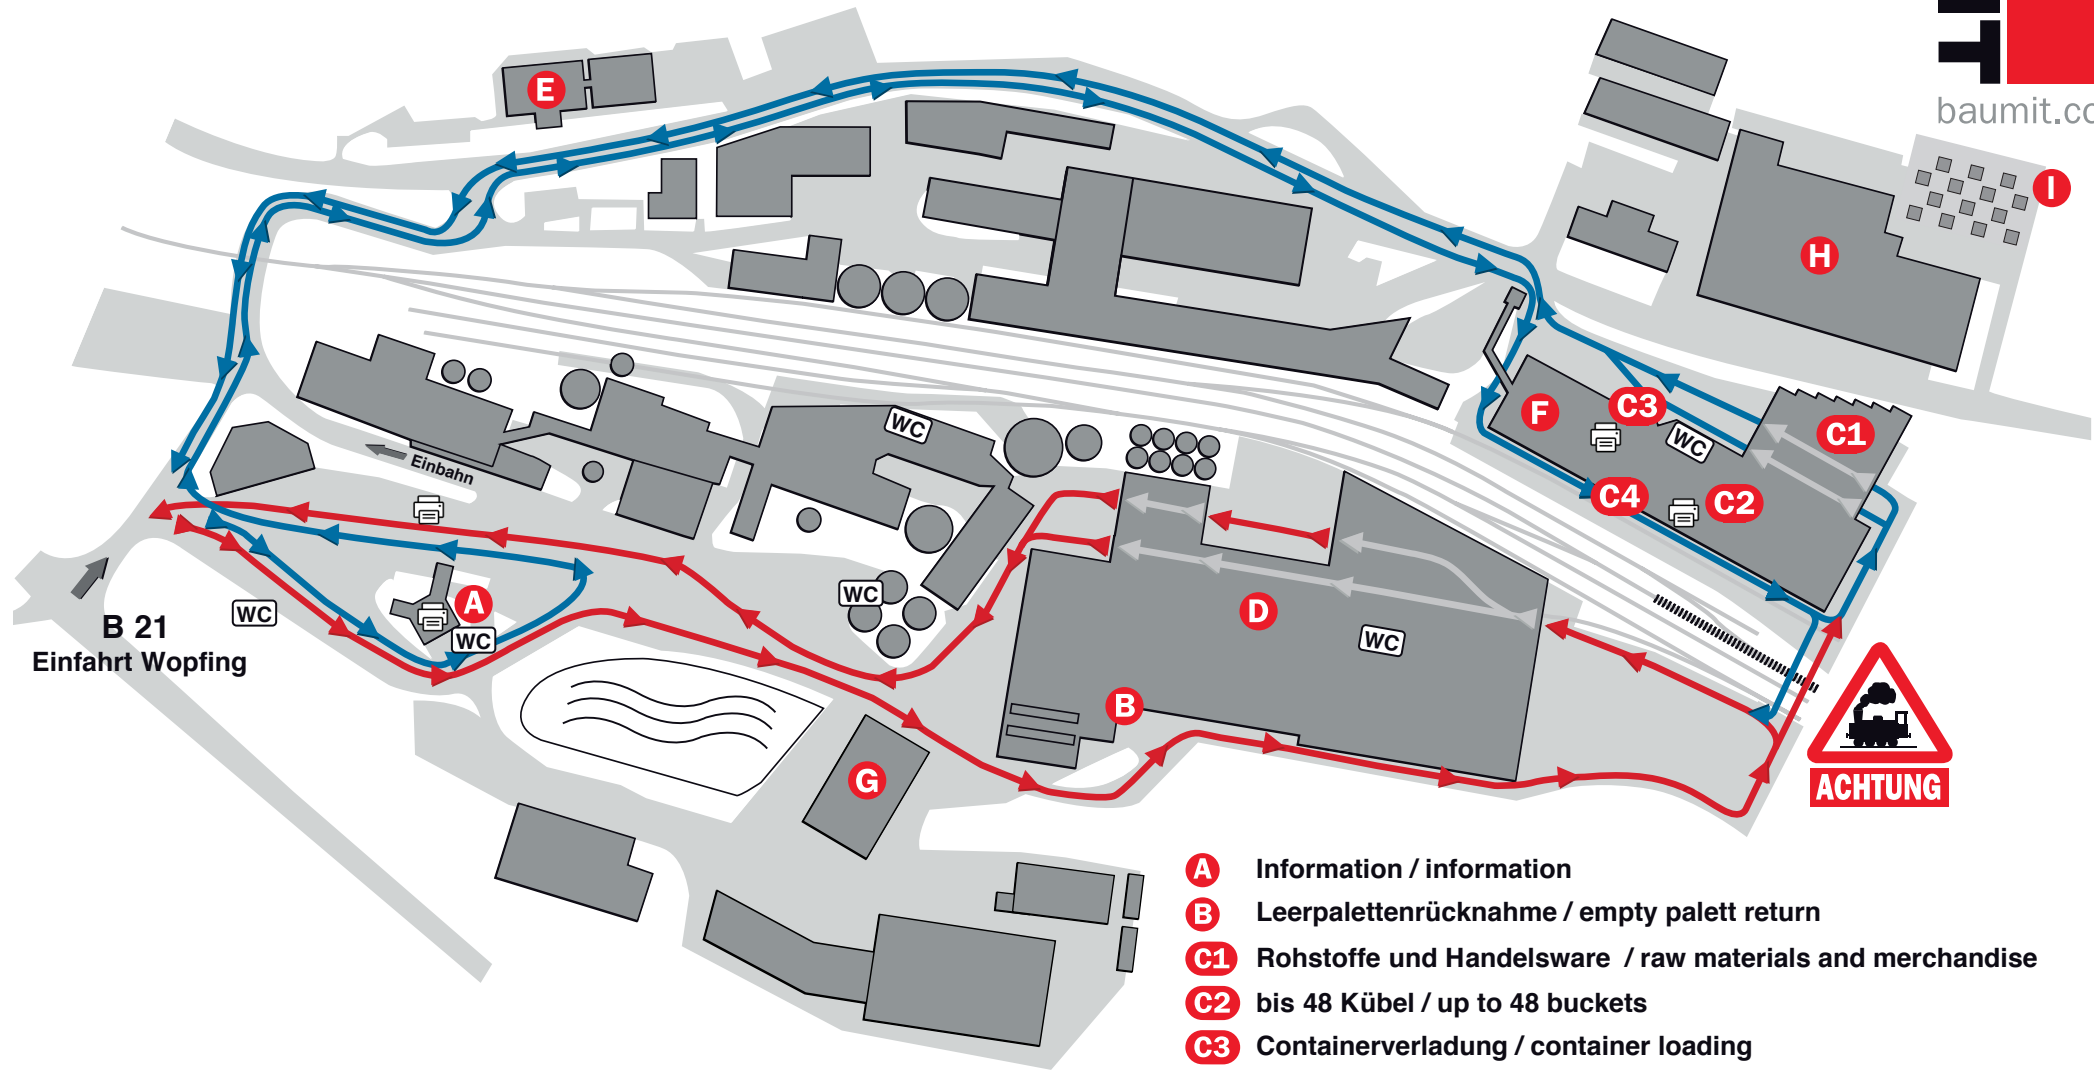 baumit.co
E
I
H
F
C3
WC
C1
C4
C2
WC
Einbahn
A
WC
WC
WC
B 21
Einfahrt Wopfing
D
WC
B
G
ACHTUNG
A Information / information
B Leerpalettenrücknahme / empty palett return
C1 Rohstoffe und Handelsware / raw materials and merchandise
C2 bis 48 Kübel / up to 48 buckets
C3 Containerverladung / container loading